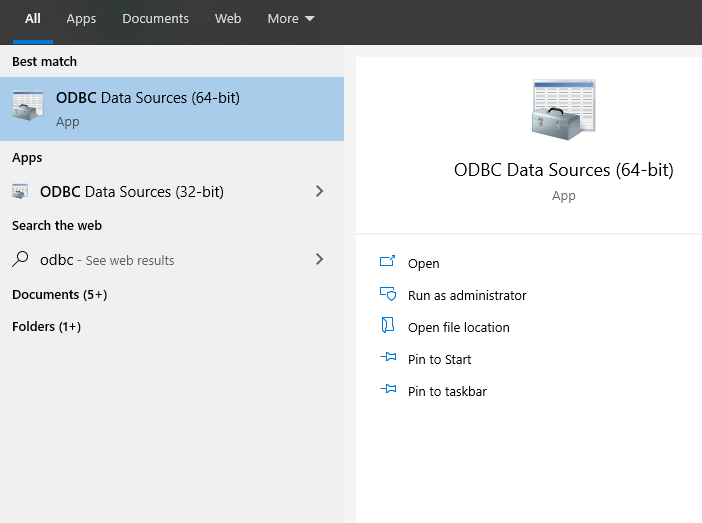 All Apps Documents Web More
Best match
ODBC Data Sources (64-bit)
App
Apps
ODBC Data Sources (32-bit)
Search the web
odbc - See web results
Documents (5+)
Folders (1+)
ODBC Data Sources (64-bit)
App
Open
Run as administrator
Open file location
Pin to Start
Pin to taskbar